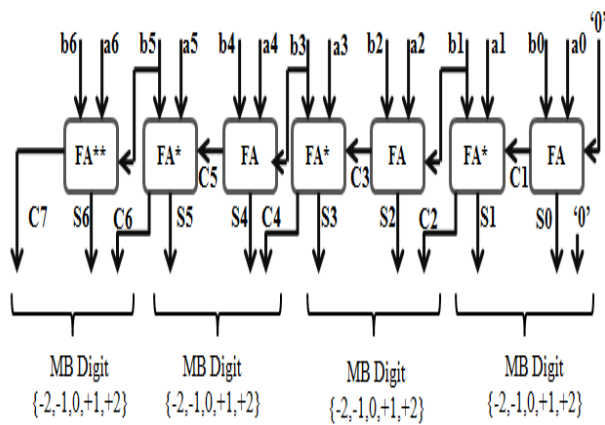 ‘0’
b6 a6 b5 a5 b4 a4 b3 a3 b2 a2 b1 a1 b0 a0
FA** FA* FA FA* FA FA* FA
C5 C3 C1
C7 S6 C6 S5 S4 C4 S3 S2 C2 S1 S0 ‘0’
MB Digit MB Digit MB Digit MB Digit
{-2,-1,0,+1,+2} {-2,-1,0,+1,+2} {-2,-1,0,+1,+2} {-2,-1,0,+1,+2}